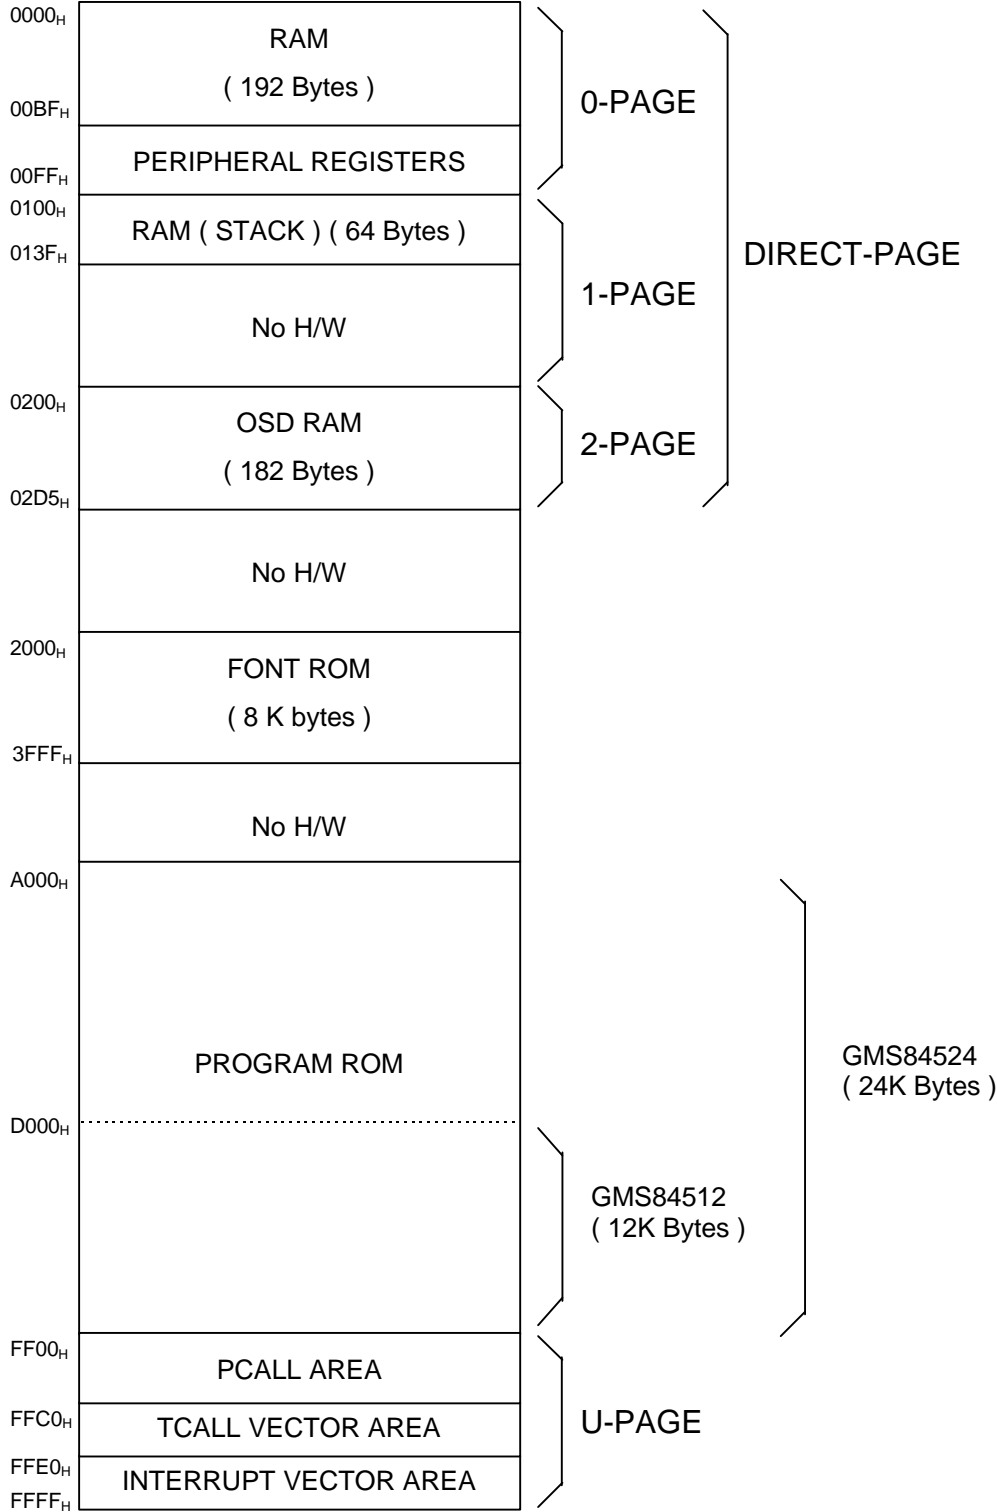 0000H
RAM
( 192 Bytes )
00BFH
0-PAGE
PERIPHERAL REGISTERS
00FFH
0100H
RAM ( STACK ) ( 64 Bytes )
013FH
DIRECT-PAGE
1-PAGE
No H/W
0200H
OSD RAM
( 182 Bytes )
2-PAGE
02D5H
No H/W
2000H
FONT ROM
( 8 K bytes )
3FFFH
No H/W
A000H
PROGRAM ROM
GMS84524
( 24K Bytes )
D000H
GMS84512
( 12K Bytes )
FF00H
PCALL AREA
FFC0H
TCALL VECTOR AREA
U-PAGE
FFE0H
INTERRUPT VECTOR AREA
FFFFH